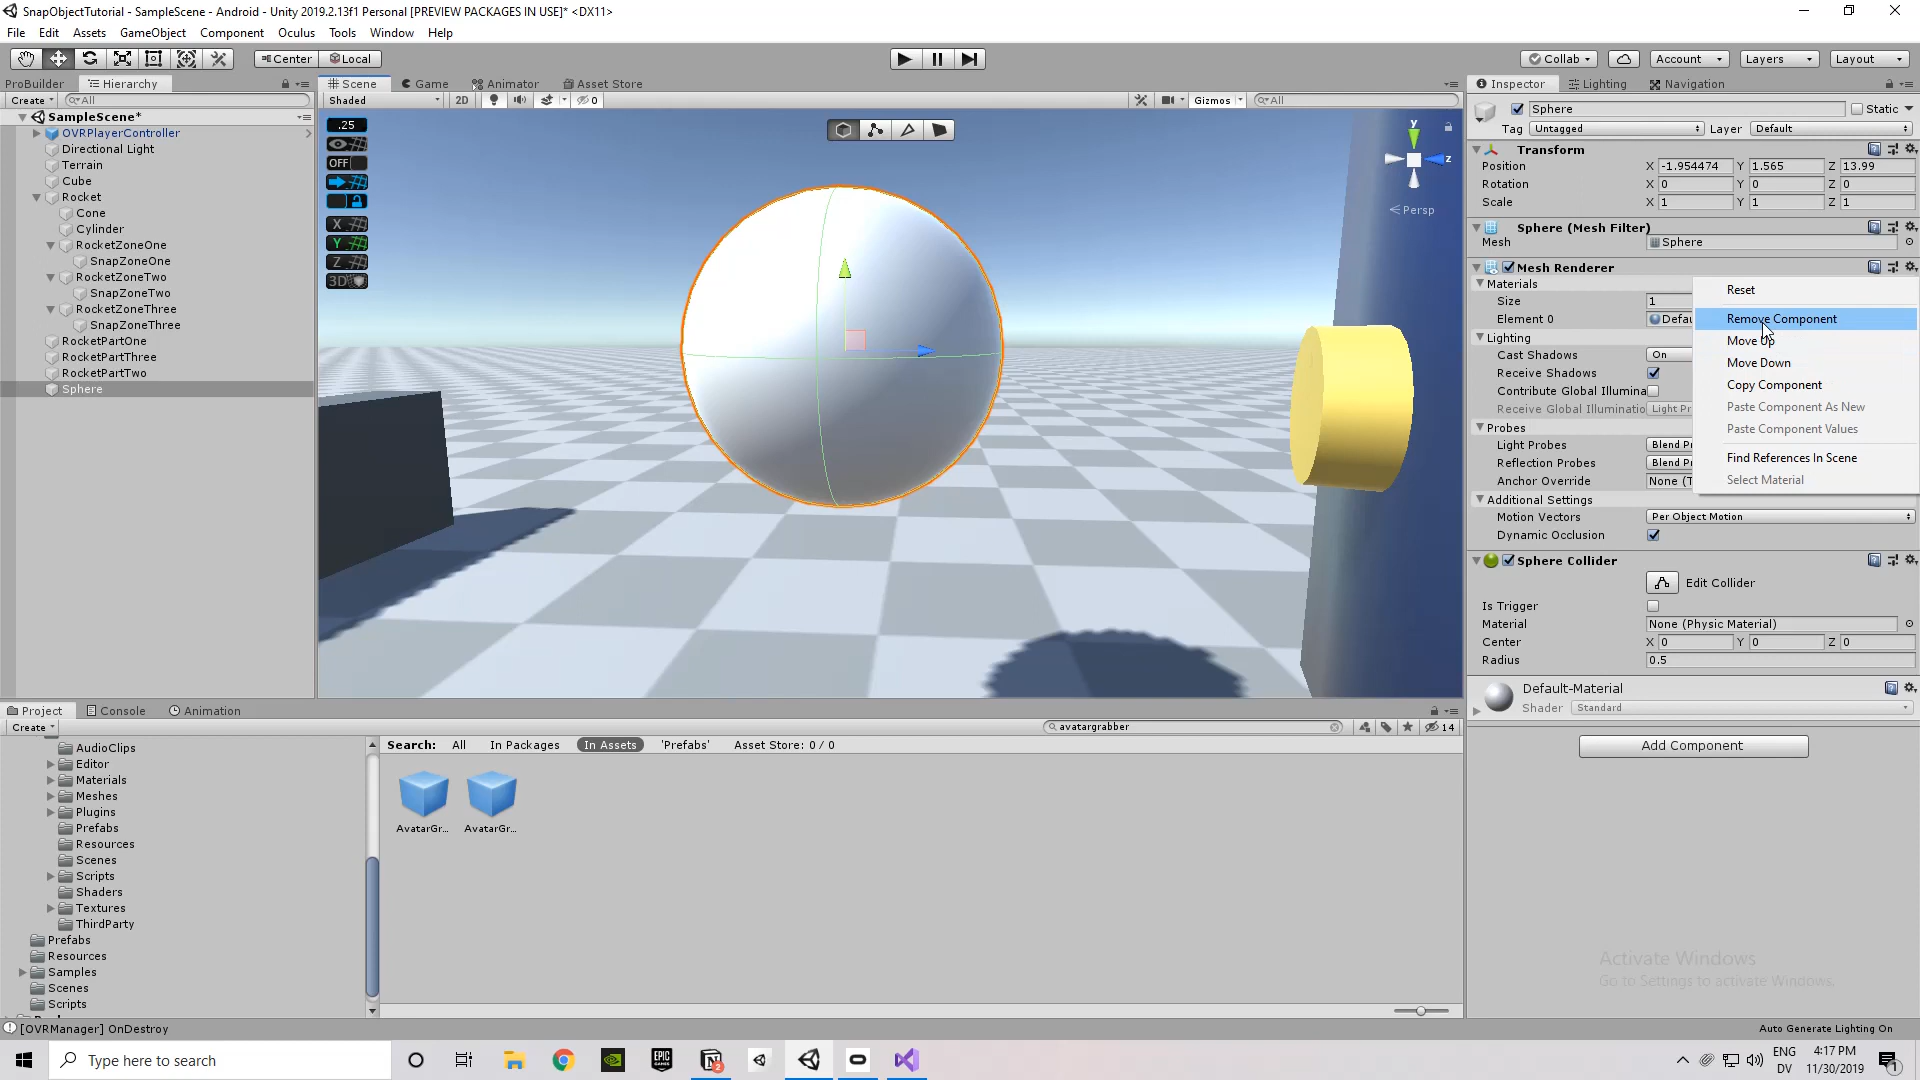 SnapObjectTutorial - SampleScene - Android - Unity 2019.2.13f1 Personal [PREVIEW PACKAGES IN USE]* <DX11>
File Edit Assets GameObject Component Oculus Tools Window Help
Center Local Collab Account Layers Layout
ProBuilder Hierarchy Scene Game Animator Asset Store Inspector Lighting Navigation
Create All Shaded 2D 0 Gizmos All
SampleScene*
OVRPlayerController
Directional Light
Terrain
Cube
Rocket
Cone
Cylinder
RocketZoneOne
SnapZoneOne
RocketZoneTwo
SnapZoneTwo
RocketZoneThree
SnapZoneThree
RocketPartOne
RocketPartThree
RocketPartTwo
Sphere
.25
OFF
X
Y
Z
3D
y
z
Persp
Sphere Static
Tag Untagged Layer Default
Transform
Position X -1.954474 Y 1.565 Z 13.99
Rotation X 0 Y 0 Z 0
Scale X 1 Y 1 Z 1
Sphere (Mesh Filter)
Mesh Sphere
Mesh Renderer
Materials
Size 1
Element 0 Defau
Lighting
Cast Shadows On
Receive Shadows
Contribute Global Illumina
Receive Global Illuminatio Light Pr
Probes
Light Probes Blend Pr
Reflection Probes Blend Pr
Anchor Override None (T
Additional Settings
Motion Vectors Per Object Motion
Dynamic Occlusion
Reset
Remove Component
Move Up
Move Down
Copy Component
Paste Component As New
Paste Component Values
Find References In Scene
Select Material
Sphere Collider
Edit Collider
Is Trigger
Material None (Physic Material)
Center X 0 Y 0 Z 0
Radius 0.5
Default-Material
Shader Standard
Add Component
Project Console Animation
Create avatargrabber 14
AudioClips
Editor
Materials
Meshes
Plugins
Prefabs
Resources
Scenes
Scripts
Shaders
Textures
ThirdParty
Prefabs
Resources
Samples
Scenes
Scripts
Search: All In Packages In Assets 'Prefabs' Asset Store: 0 / 0
AvatarGr... AvatarGr...
Activate Windows
Go to Settings to activate Windows.
[OVRManager] OnDestroy Auto Generate Lighting On
Type here to search
EPIC GAMES
2
ENG
DV
4:17 PM
11/30/2019
1